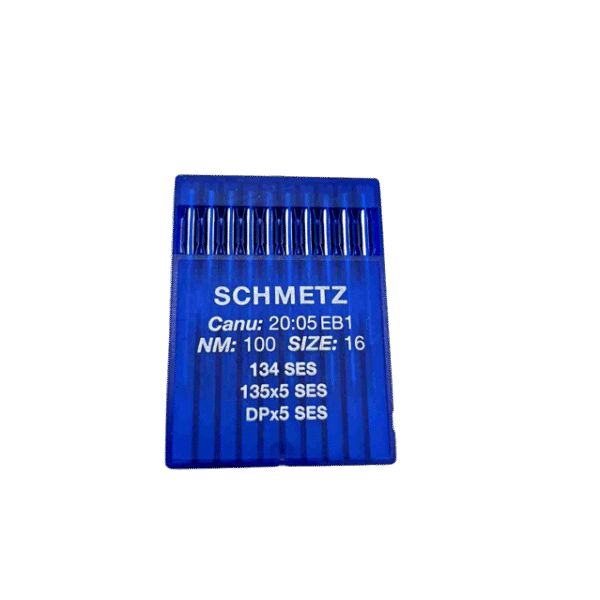 SCHMETZ
Canu: 20:05 EB1
NM: 100 SIZE: 16
134 SES
135x5 SES
DPx5 SES